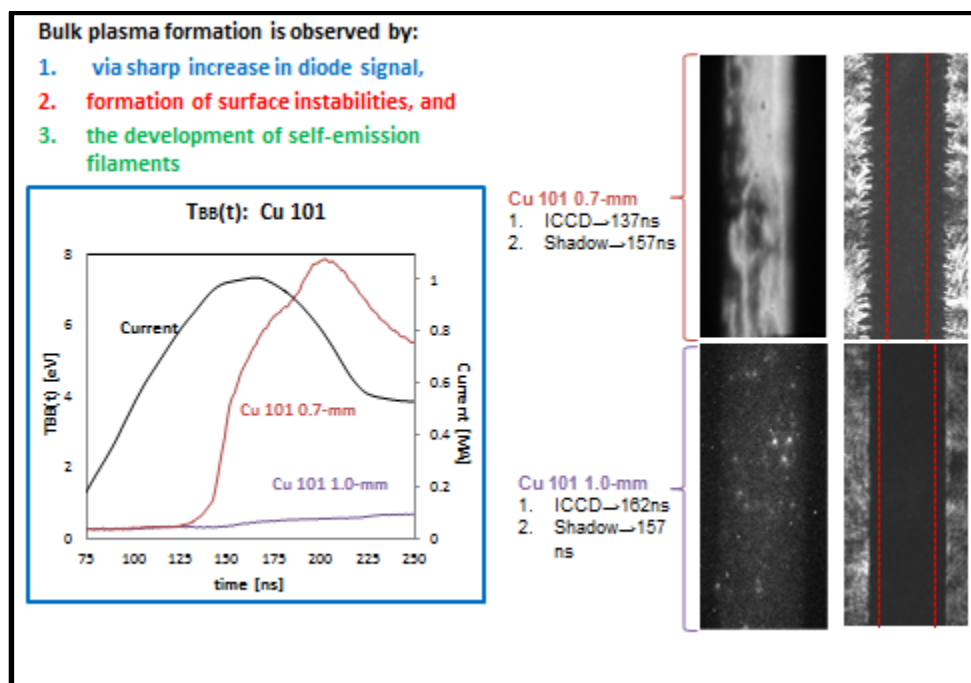 Bulk plasma formation is observed by:
1. via sharp increase in diode signal,
2. formation of surface instabilities, and
3. the development of self-emission
filaments
TBB(t): Cu 101
8
6
4
2
0
TBB(t) [eV]
Current
Cu 101 0.7-mm
Cu 101 1.0-mm
1
0.8
0.6
0.4
0.2
0
Current [MA]
75 100 125 150 175 200 225 250
time [ns]
Cu 101 0.7-mm
1. ICCD→137ns
2. Shadow→157ns
Cu 101 1.0-mm
1. ICCD→162ns
2. Shadow→157
ns